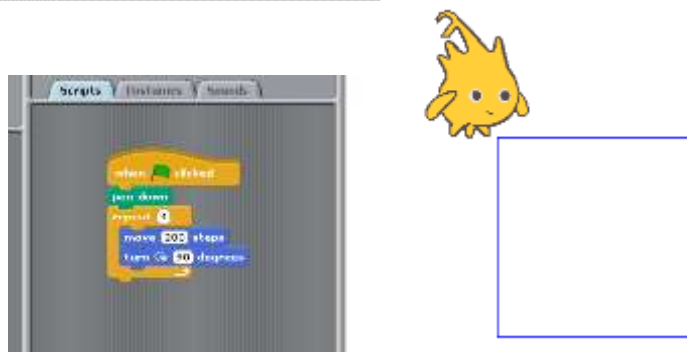 Scripts Costumes Sounds
when clicked
pen down
repeat 4
move 200 steps
turn 90 degrees